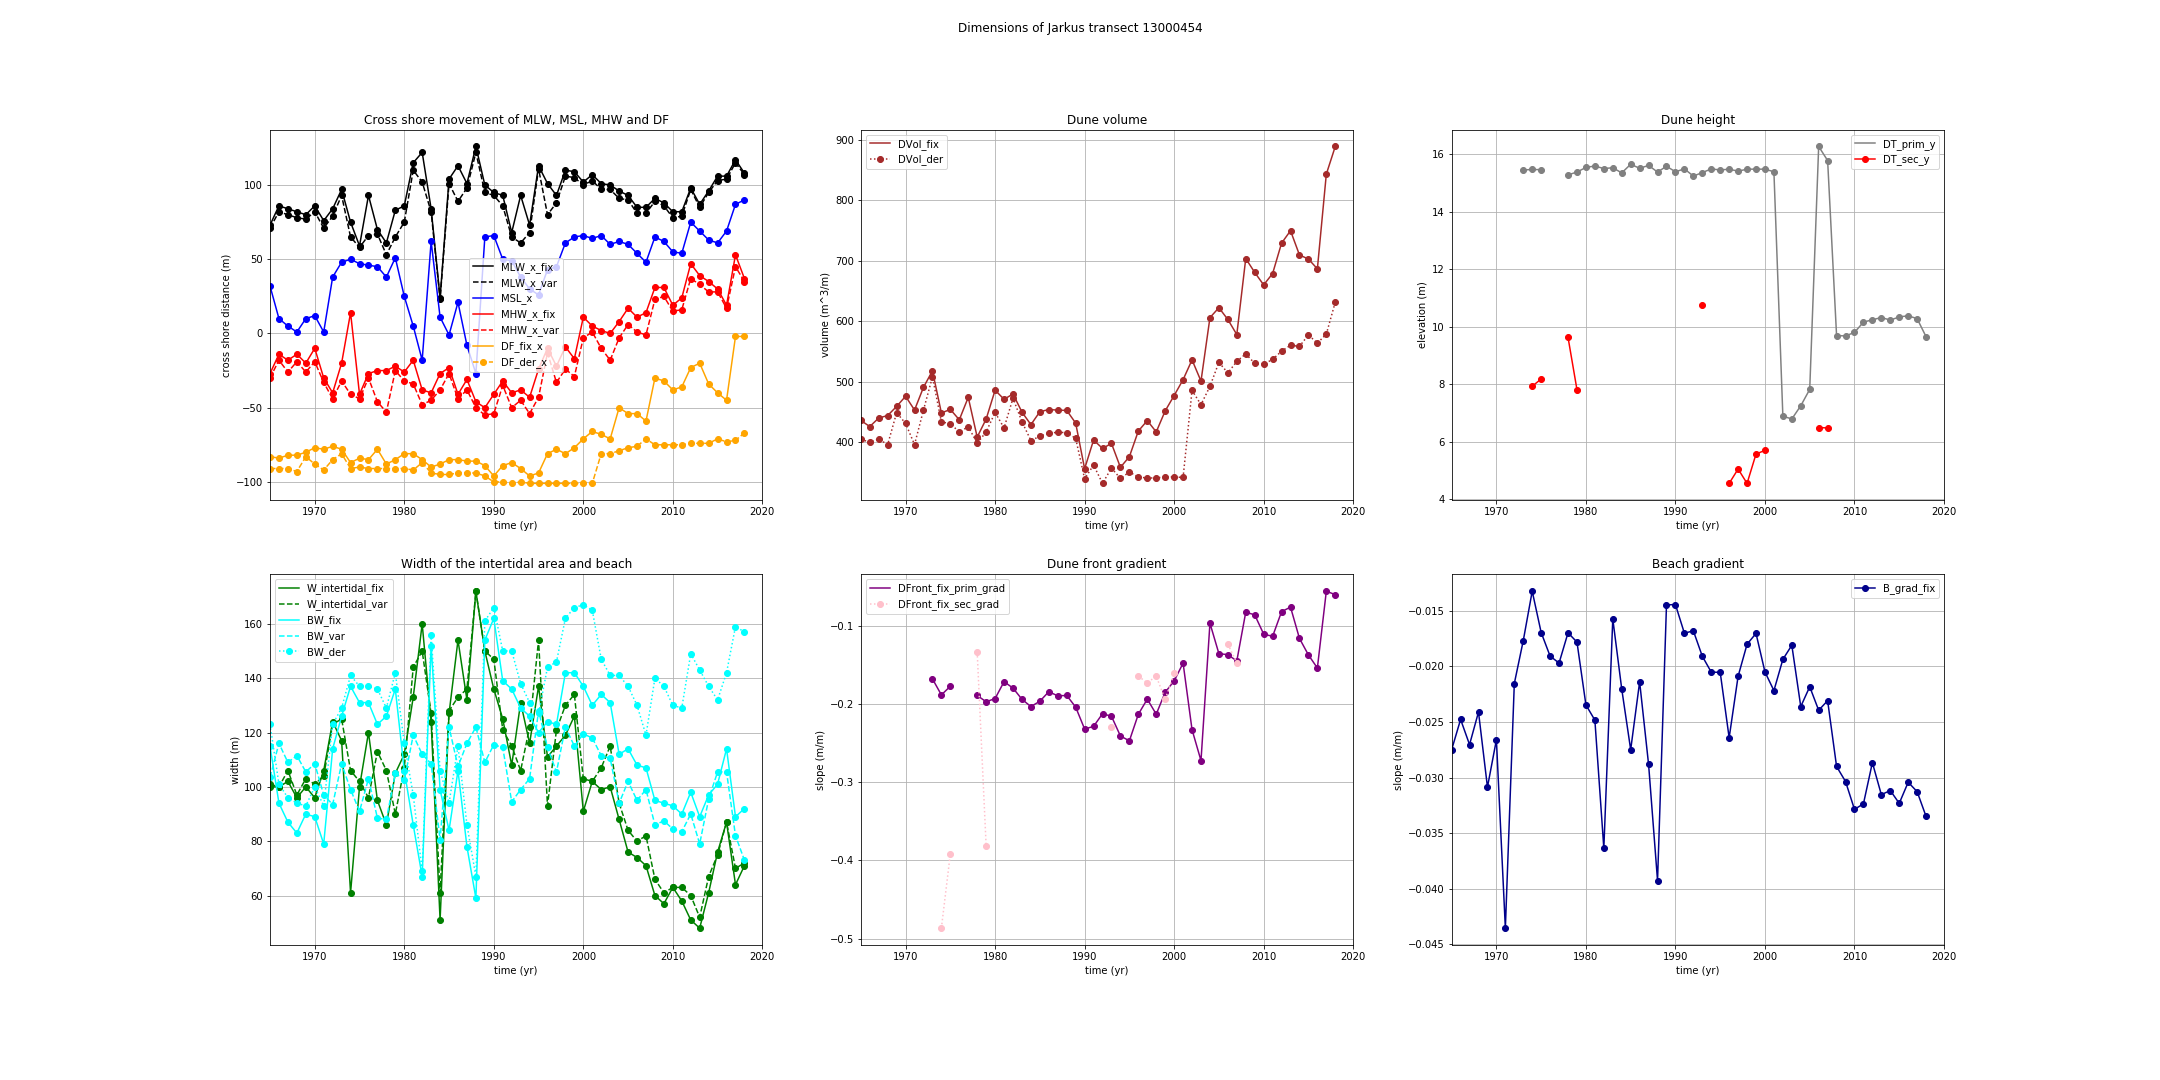 Dimensions of Jarkus transect 13000454
Cross shore movement of MLW, MSL, MHW and DF
cross shore distance (m)
100
50
0
−50
−100
MLW_x_fix
MLW_x_var
MSL_x
MHW_x_fix
MHW_x_var
DF_fix_x
DF_der_x
1970 1980 1990 2000 2010 2020
time (yr)
Dune volume
volume (m^3/m)
900
800
700
600
500
400
DVol_fix
DVol_der
1970 1980 1990 2000 2010 2020
time (yr)
Dune height
elevation (m)
16
14
12
10
8
6
4
DT_prim_y
DT_sec_y
1970 1980 1990 2000 2010 2020
time (yr)
Width of the intertidal area and beach
width (m)
160
140
120
100
80
60
W_intertidal_fix
W_intertidal_var
BW_fix
BW_var
BW_der
1970 1980 1990 2000 2010 2020
time (yr)
Dune front gradient
slope (m/m)
−0.1
−0.2
−0.3
−0.4
−0.5
DFront_fix_prim_grad
DFront_fix_sec_grad
1970 1980 1990 2000 2010 2020
time (yr)
Beach gradient
slope (m/m)
−0.015
−0.020
−0.025
−0.030
−0.035
−0.040
−0.045
B_grad_fix
1970 1980 1990 2000 2010 2020
time (yr)